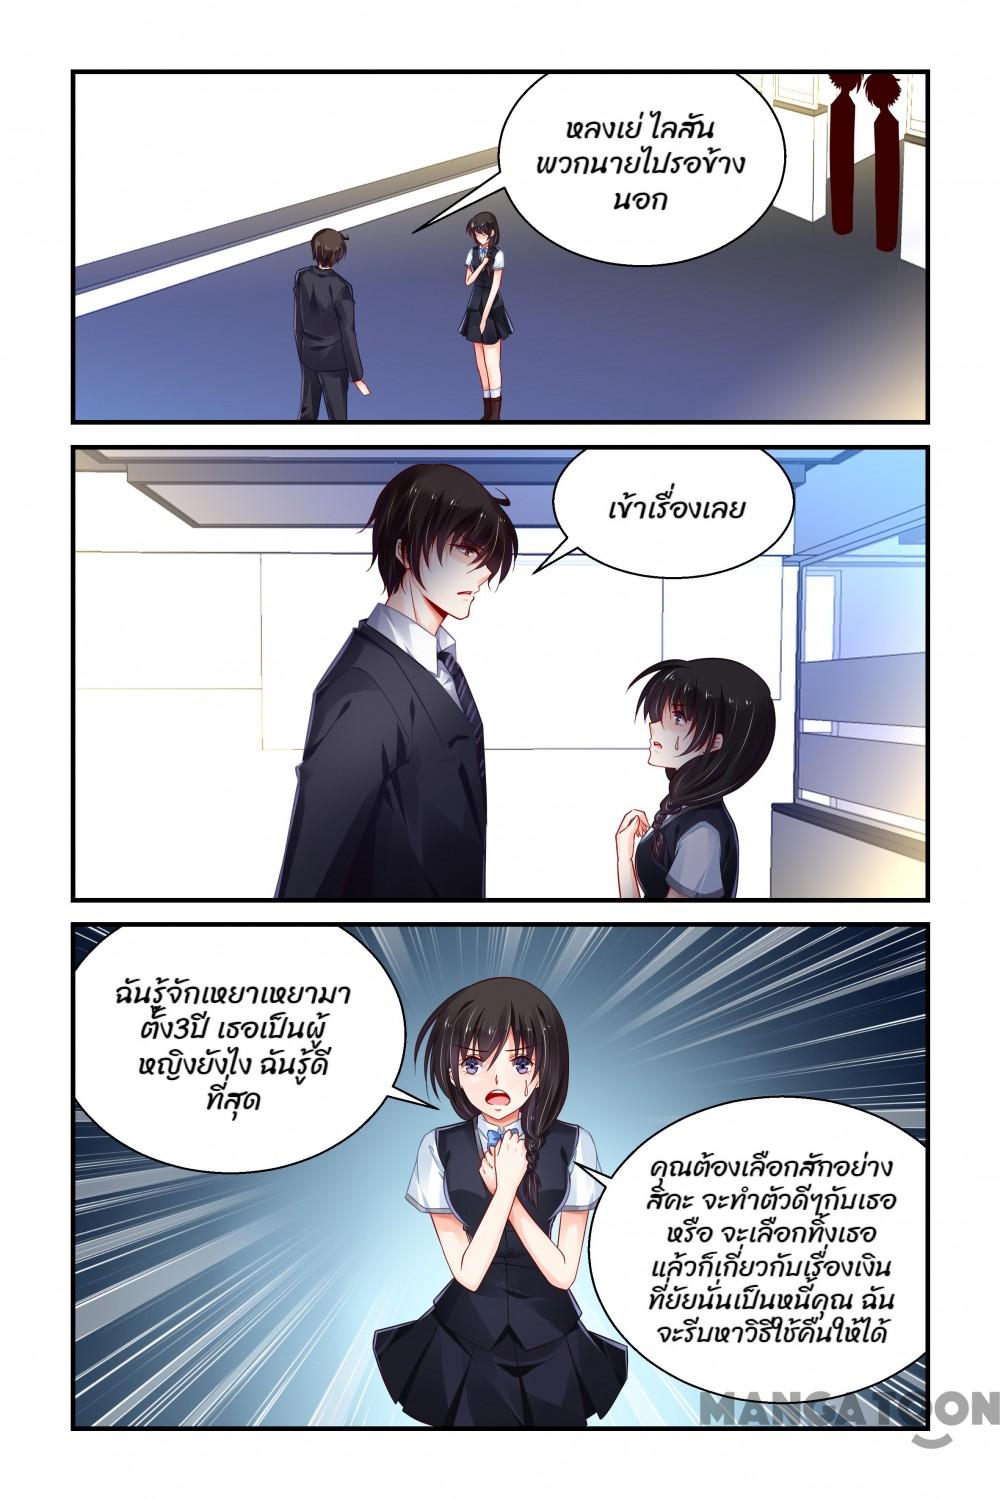 หลงเย่ ไลสัน
พวกนายไปรอข้าง
นอก
เข้าเรื่องเลย
ฉันรู้จักเหยาเหยามา
ตั้ง3ปี เธอเป็นผู้
หญิงยังไง ฉันรู้ดี
ที่สุด
คุณต้องเลือกสักอย่าง
สิคะ จะทำตัวดีๆกับเธอ
หรือ จะเลือกทิ้งเธอ
แล้วก็เกี่ยวกับเรื่องเงิน
ที่ยัยนั่นเป็นหนี้คุณ ฉัน
จะรีบหาวิธีใช้คืนให้ได้
MANGATOON